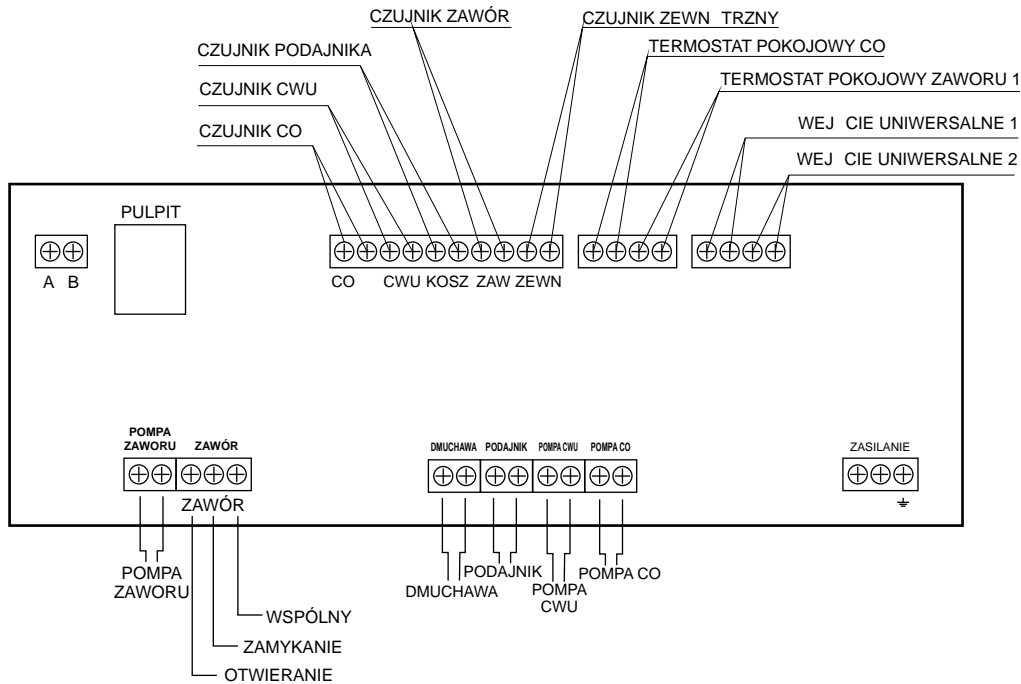 CZUJNIK ZAWÓR
CZUJNIK ZEWN TRZNY
CZUJNIK PODAJNIKA
TERMOSTAT POKOJOWY CO
CZUJNIK CWU
TERMOSTAT POKOJOWY ZAWORU 1
CZUJNIK CO
WEJ CIE UNIWERSALNE 1
WEJ CIE UNIWERSALNE 2
PULPIT
A B
CO CWU KOSZ ZAW ZEWN
POMPA
ZAWORU
ZAWÓR
DMUCHAWA
PODAJNIK
POMPA CWU
POMPA CO
ZASILANIE
ZAWÓR
POMPA
ZAWORU
DMUCHAWA
PODAJNIK
POMPA
CWU
POMPA CO
WSPÓLNY
ZAMYKANIE
OTWIERANIE